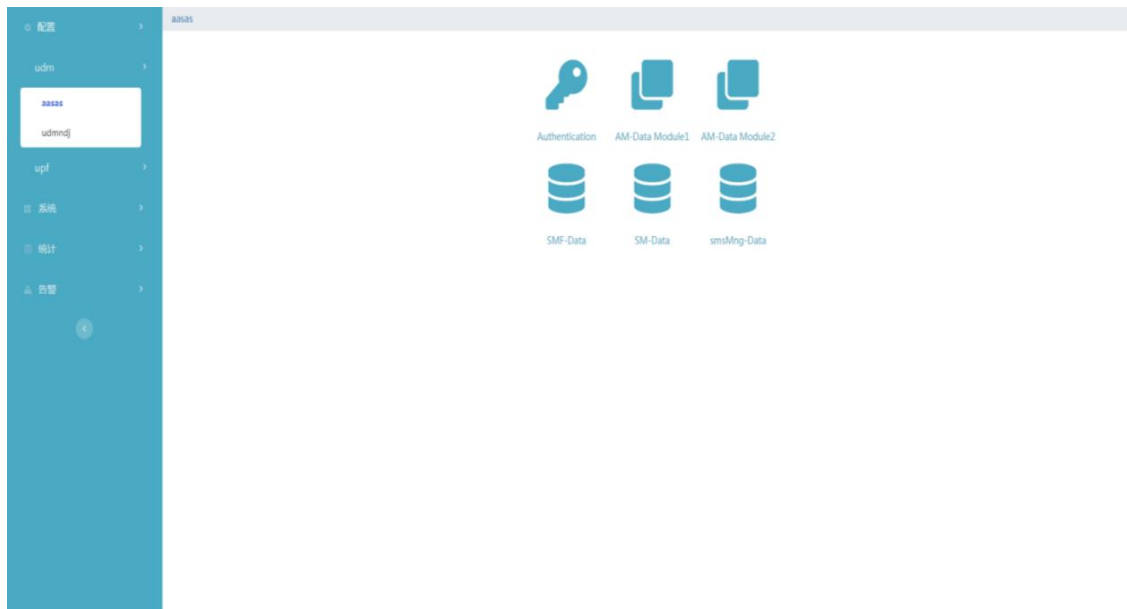 配置
udm
aasas
udmndj
upf
系统
统计
告警
aasas
Authentication AM-Data Module1 AM-Data Module2
SMF-Data SM-Data smsMng-Data